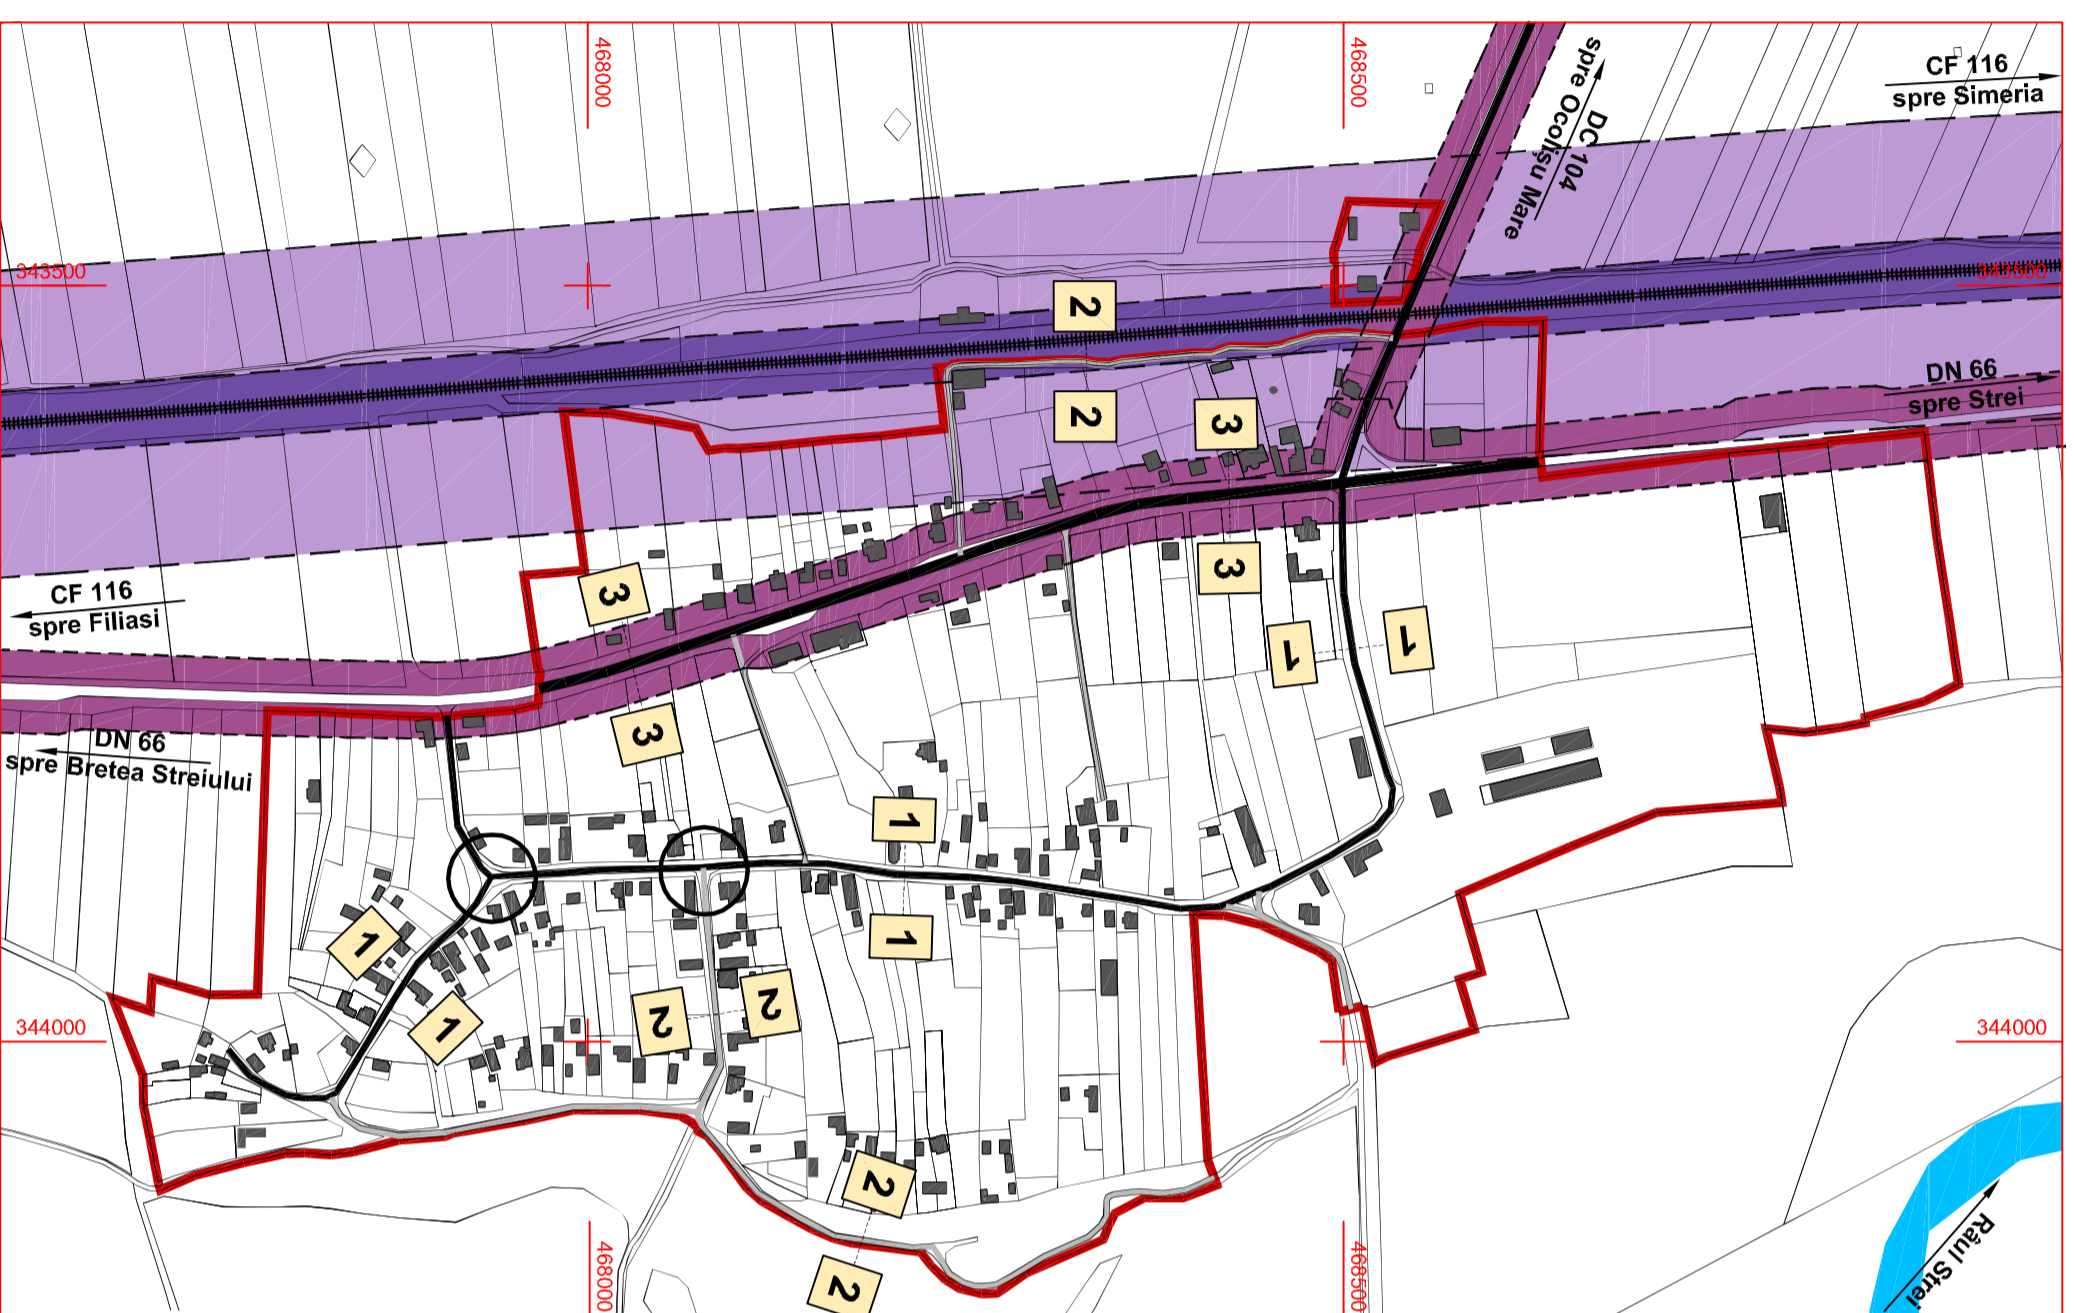 468000
468500
spre Ocolișu Mare
DC 104
CF 116
spre Simeria
343500
343500
2
2
3
DN 66
spre Strei
CF 116
spre Filiasi
3
3
1
1
3
DN 66
spre Bretea Streiului
1
1
1
1
2
2
344000
344000
2
2
468000
468500
Râul Strei